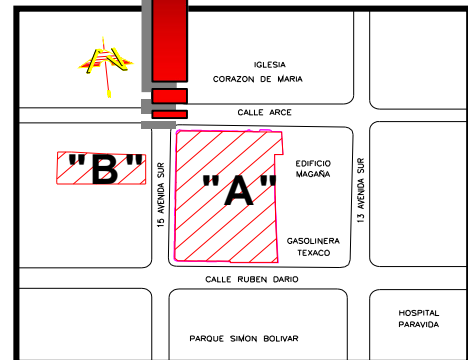 IGLESIA
CORAZON DE MARIA
CALLE ARCE
"B"
15 AVENIDA SUR
"A"
EDIFICIO
MAGAÑA
13 AVENIDA SUR
GASOLINERA
TEXACO
CALLE RUBEN DARIO
HOSPITAL
PARAVIDA
PARQUE SIMON BOLIVAR